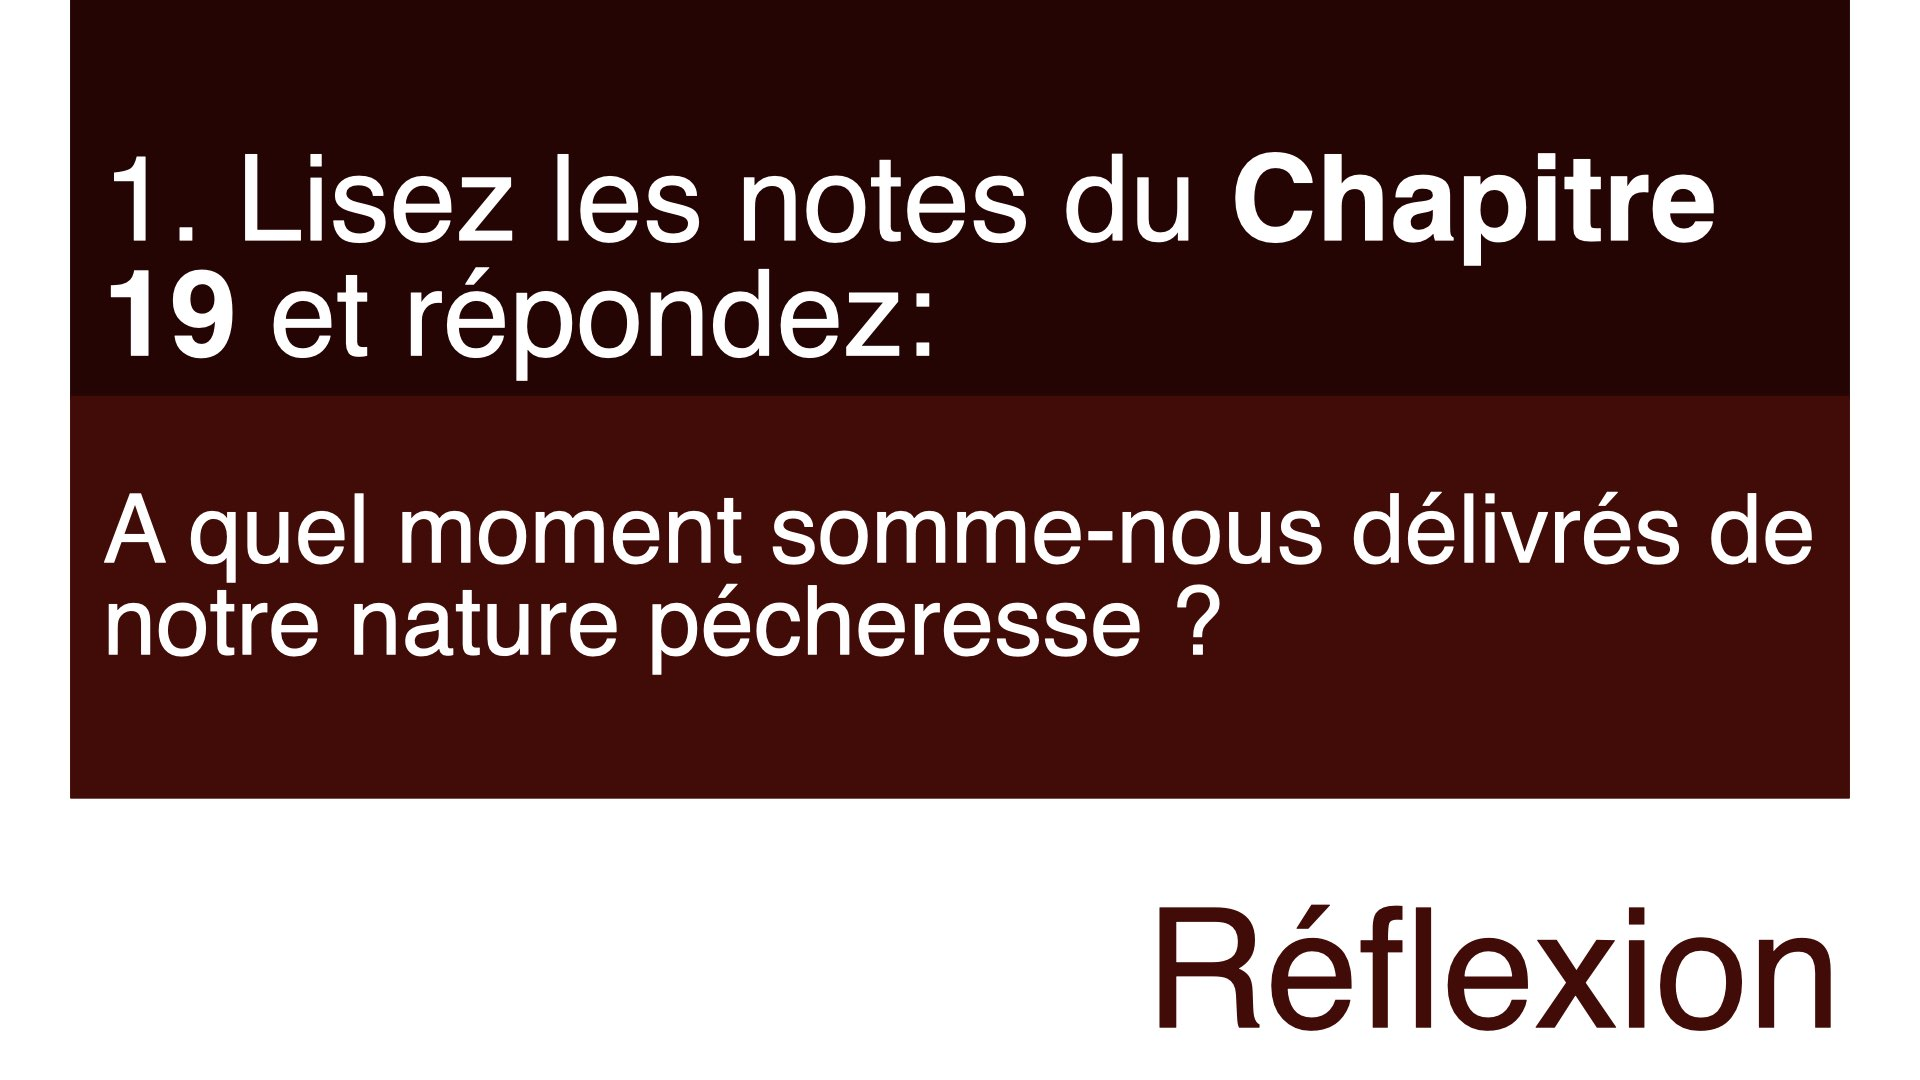 1. Lisez les notes du Chapitre
19 et répondez:
A quel moment somme-nous délivrés de
notre nature pécheresse ?
Réflexion